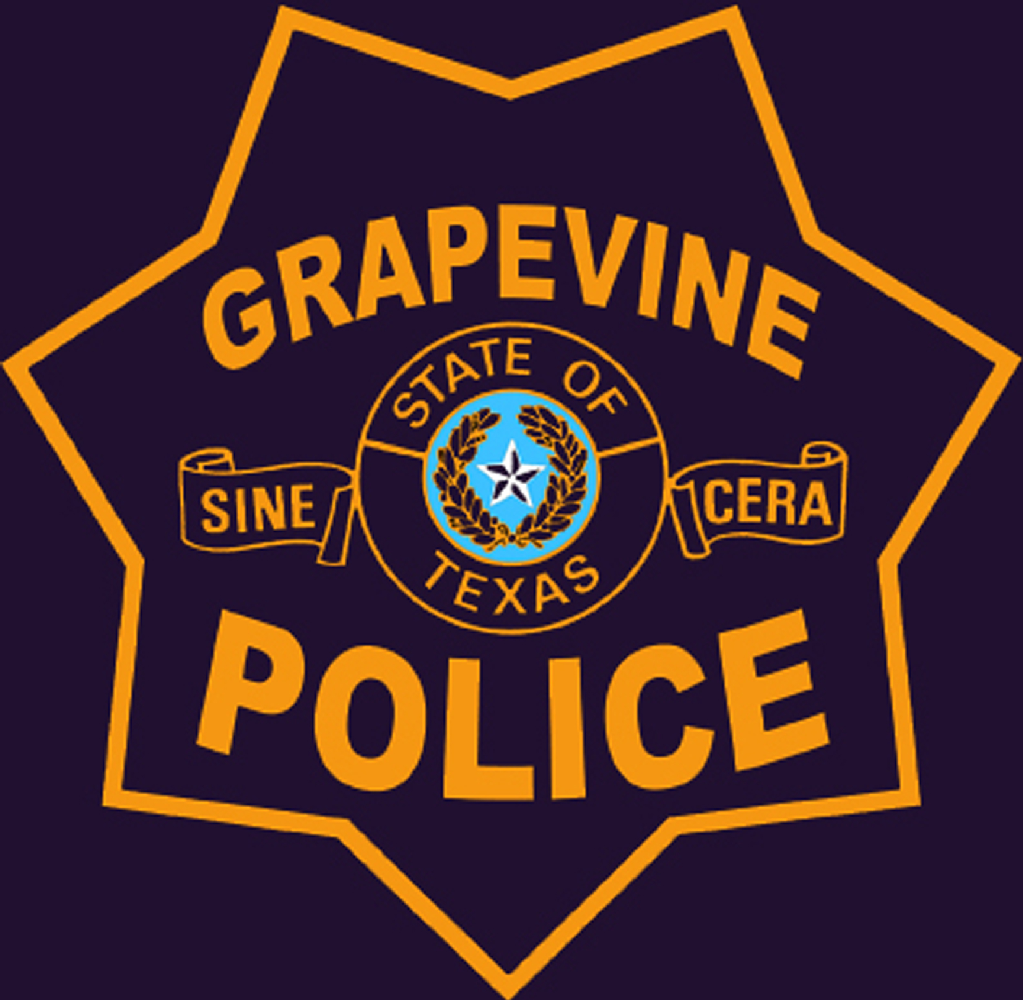 GRAPEVINE
STATE OF
SINE CERA
TEXAS
POLICE